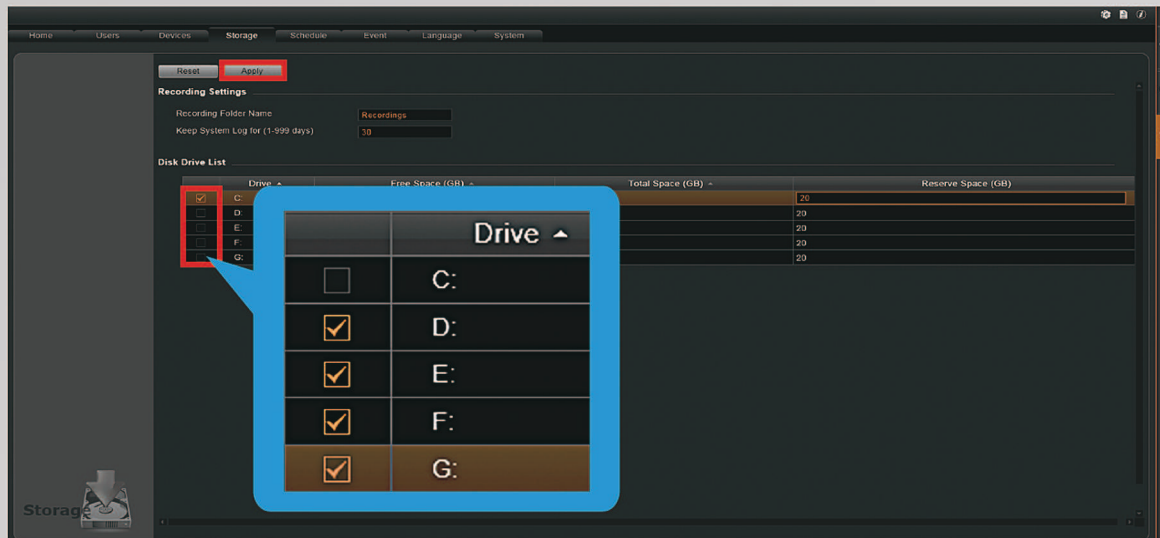 Home Users Devices Storage Schedule Event Language System
Reset Apply
Recording Settings
Recording Folder Name Recordings
Keep System Log for (1-999 days) 30
Disk Drive List
Drive Free Space (GB) Total Space (GB) Reserve Space (GB)
C: 20
D: 20
E: 20
F: 20
G: 20
Drive
C:
D:
E:
F:
G:
Storage